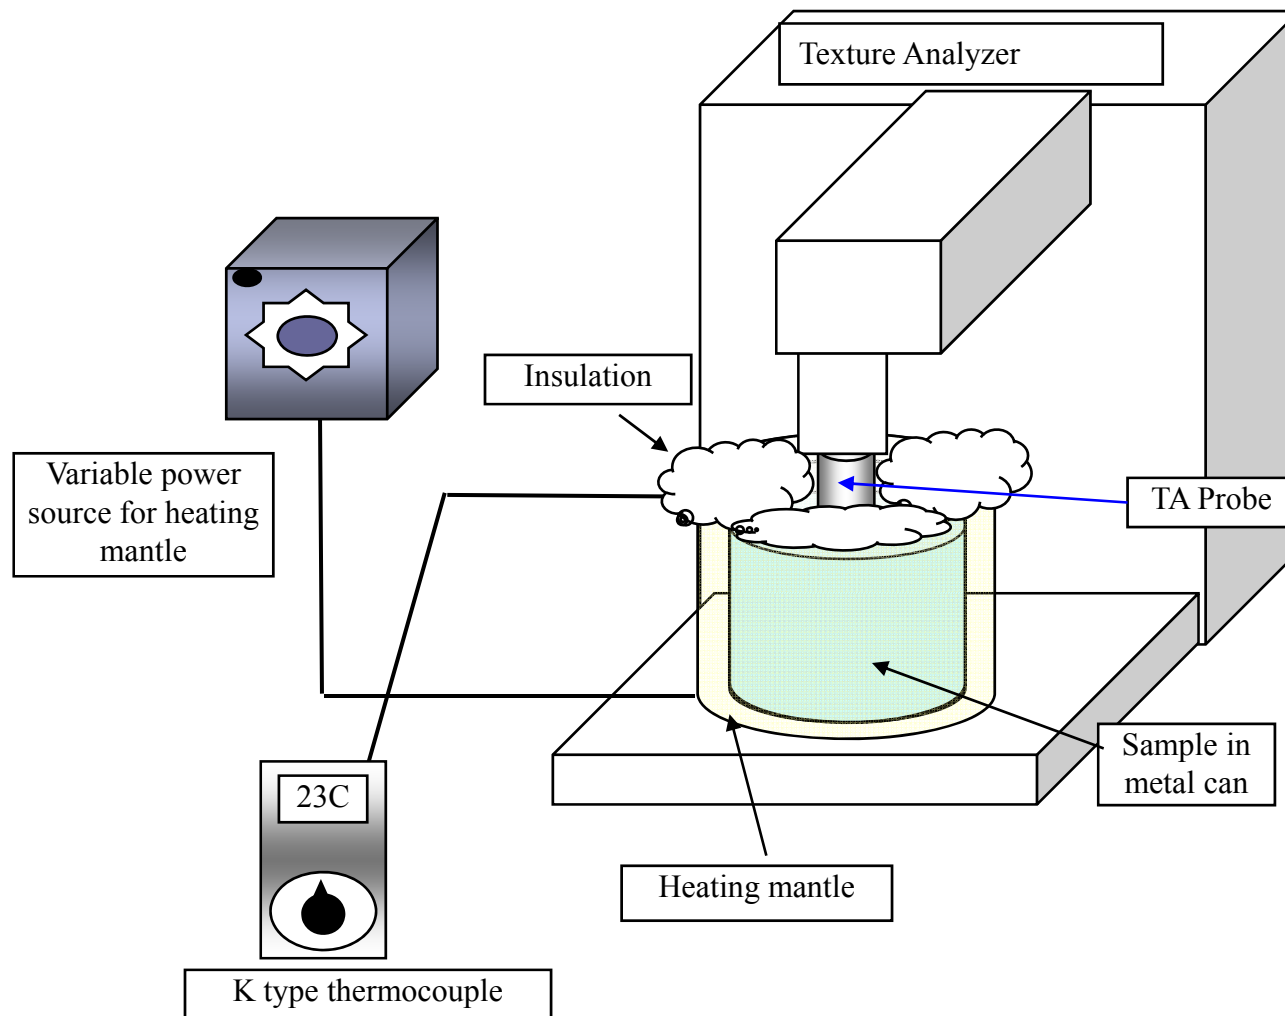 Texture Analyzer
Insulation
Variable power
source for heating
mantle
TA Probe
Sample in
metal can
23C
Heating mantle
K type thermocouple